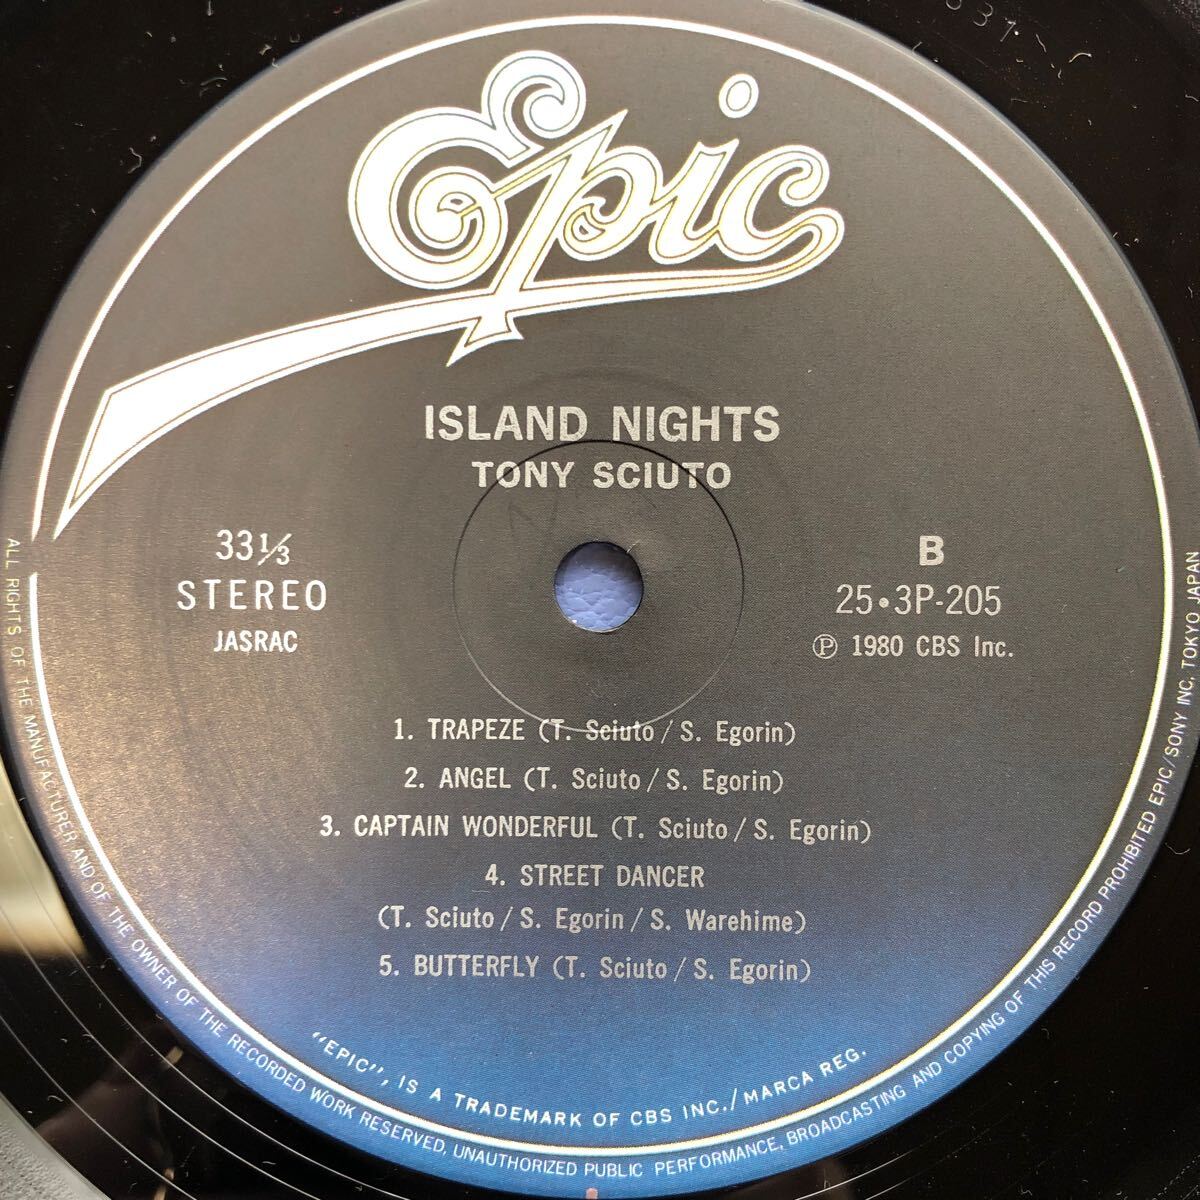 Epic
ISLAND NIGHTS
TONY SCIUTO
33⅓
STEREO
JASRAC
B
25•3P-205
Ⓟ 1980 CBS Inc.
1. TRAPEZE (T. Sciuto / S. Egorin)
2. ANGEL (T. Sciuto / S. Egorin)
3. CAPTAIN WONDERFUL (T. Sciuto / S. Egorin)
4. STREET DANCER
(T. Sciuto / S. Egorin / S. Warehime)
5. BUTTERFLY (T. Sciuto / S. Egorin)
"EPIC", IS A TRADEMARK OF CBS INC./MARCA REG.
ALL RIGHTS OF THE MANUFACTURER AND OF THE OWNER OF THE RECORDED WORK RESERVED, UNAUTHORIZED PUBLIC PERFORMANCE, BROADCASTING AND COPYING OF THIS RECORD PROHIBITED EPIC/SONY INC. TOKYO JAPAN